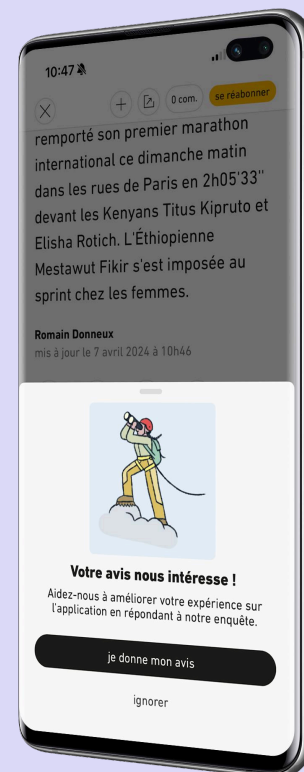 10:47
0 com.
se réabonner
remporté son premier marathon
international ce dimanche matin
dans les rues de Paris en 2h05'33"
devant les Kenyans Titus Kipruto et
Elisha Rotich. L'Éthiopienne
Mestawut Fikir s'est imposée au
sprint chez les femmes.
Romain Donneux
mis à jour le 7 avril 2024 à 10h46
Votre avis nous intéresse !
Aidez-nous à améliorer votre expérience sur
l'application en répondant à notre enquête.
je donne mon avis
ignorer